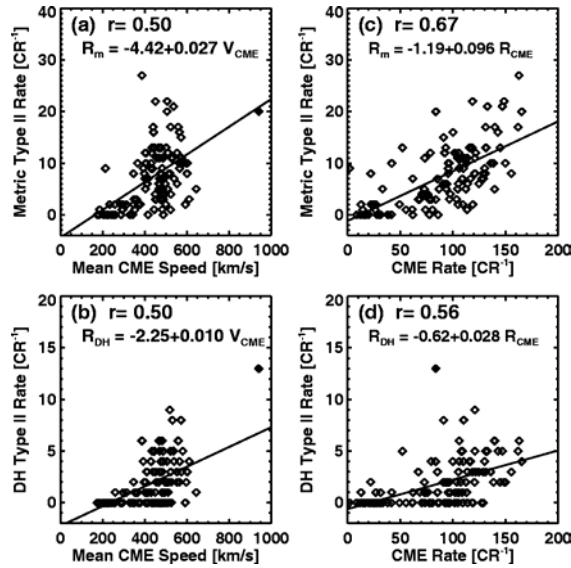 (a) r= 0.50
R_m = -4.42+0.027 V_CME
Metric Type II Rate [CR⁻¹]
40
30
20
10
0
0 200 400 600 800 1000
Mean CME Speed [km/s]
(c) r= 0.67
R_m = -1.19+0.096 R_CME
Metric Type II Rate [CR⁻¹]
40
30
20
10
0
0 50 100 150 200
CME Rate [CR⁻¹]
(b) r= 0.50
R_DH = -2.25+0.010 V_CME
DH Type II Rate [CR⁻¹]
20
15
10
5
0
0 200 400 600 800 1000
Mean CME Speed [km/s]
(d) r= 0.56
R_DH = -0.62+0.028 R_CME
DH Type II Rate [CR⁻¹]
20
15
10
5
0
0 50 100 150 200
CME Rate [CR⁻¹]